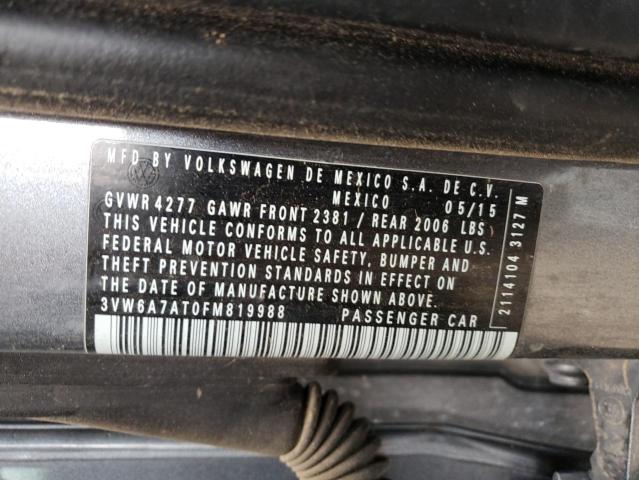 MFD BY VOLKSWAGEN DE MEXICO S.A. DE C.V.
MEXICO 05/15
GVWR 4277 GAWR FRONT 2381 / REAR 2006 LBS
THIS VEHICLE CONFORMS TO ALL APPLICABLE U.S.
FEDERAL MOTOR VEHICLE SAFETY, BUMPER AND
THEFT PREVENTION STANDARDS IN EFFECT ON
THE DATE OF MANUFACTURE SHOWN ABOVE.
3VW6A7AT0FM819988 PASSENGER CAR
2114104 3127 M